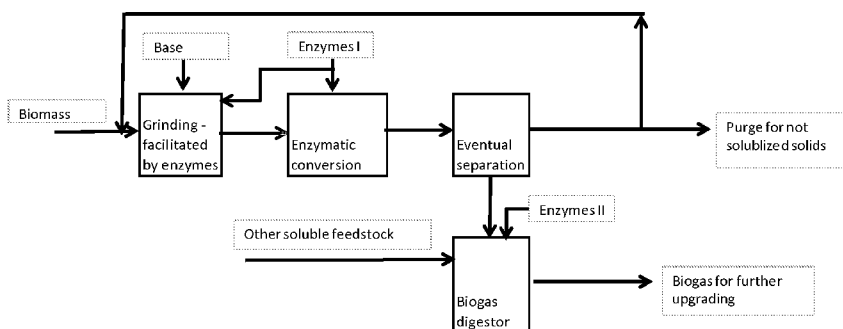 Base
Enzymes I
Biomass
Grinding -
facilitated
by enzymes
Enzymatic
conversion
Eventual
separation
Purge for not
solublized solids
Enzymes II
Other soluble feedstock
Biogas
digestor
Biogas for further
upgrading